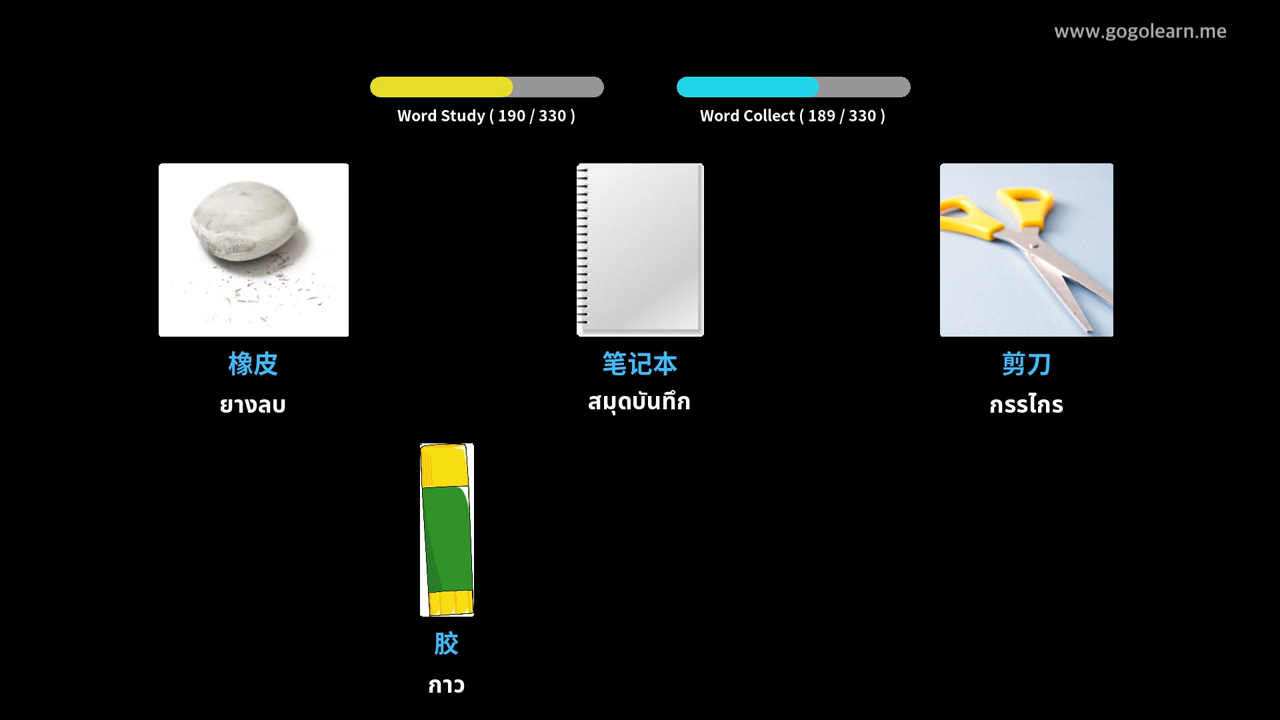 www.gogolearn.me
Word Study ( 190 / 330 )
Word Collect ( 189 / 330 )
橡皮
ยางลบ
笔记本
สมุดบันทึก
剪刀
กรรไกร
胶
กาว